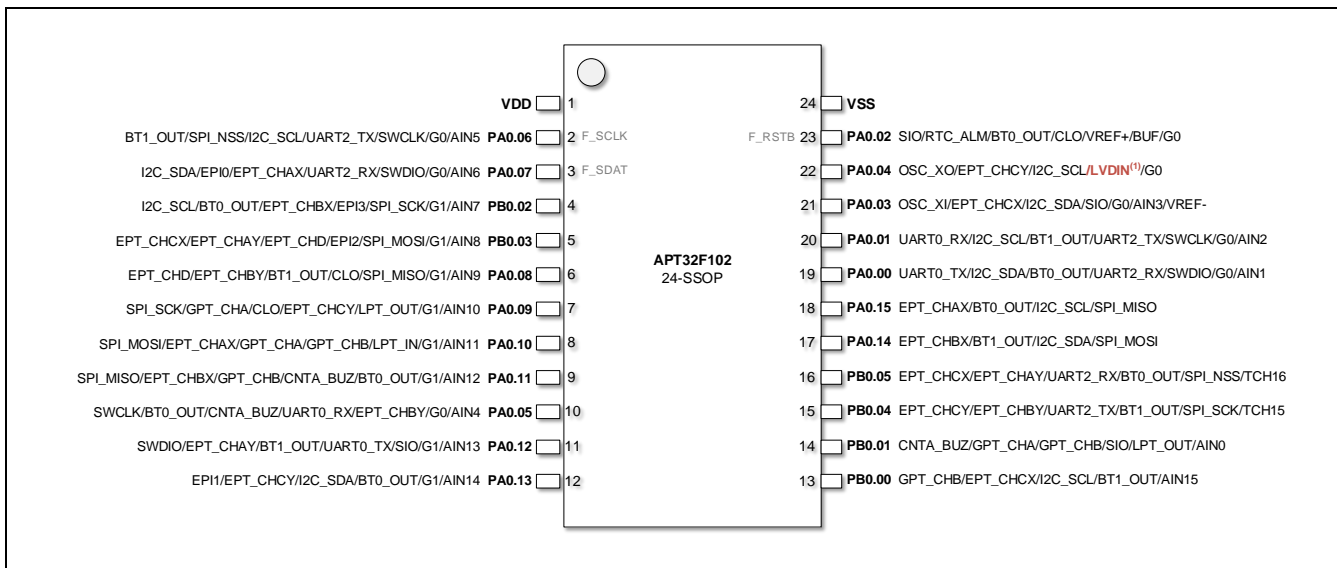 VDD 1
BT1_OUT/SPI_NSS/I2C_SCL/UART2_TX/SWCLK/G0/AIN5 PA0.06 2 F_SCLK
I2C_SDA/EPI0/EPT_CHAX/UART2_RX/SWDIO/G0/AIN6 PA0.07 3 F_SDAT
I2C_SCL/BT0_OUT/EPT_CHBX/EPI3/SPI_SCK/G1/AIN7 PB0.02 4
EPT_CHCX/EPT_CHAY/EPT_CHD/EPI2/SPI_MOSI/G1/AIN8 PB0.03 5
EPT_CHD/EPT_CHBY/BT1_OUT/CLO/SPI_MISO/G1/AIN9 PA0.08 6
SPI_SCK/GPT_CHA/CLO/EPT_CHCY/LPT_OUT/G1/AIN10 PA0.09 7
SPI_MOSI/EPT_CHAX/GPT_CHA/GPT_CHB/LPT_IN/G1/AIN11 PA0.10 8
SPI_MISO/EPT_CHBX/GPT_CHB/CNTA_BUZ/BT0_OUT/G1/AIN12 PA0.11 9
SWCLK/BT0_OUT/CNTA_BUZ/UART0_RX/EPT_CHBY/G0/AIN4 PA0.05 10
SWDIO/EPT_CHAY/BT1_OUT/UART0_TX/SIO/G1/AIN13 PA0.12 11
EPI1/EPT_CHCY/I2C_SDA/BT0_OUT/G1/AIN14 PA0.13 12
APT32F102
24-SSOP
24 VSS
F_RSTB 23 PA0.02 SIO/RTC_ALM/BT0_OUT/CLO/VREF+/BUF/G0
22 PA0.04 OSC_XO/EPT_CHCY/I2C_SCL/LVDIN(1)/G0
21 PA0.03 OSC_XI/EPT_CHCX/I2C_SDA/SIO/G0/AIN3/VREF-
20 PA0.01 UART0_RX/I2C_SCL/BT1_OUT/UART2_TX/SWCLK/G0/AIN2
19 PA0.00 UART0_TX/I2C_SDA/BT0_OUT/UART2_RX/SWDIO/G0/AIN1
18 PA0.15 EPT_CHAX/BT0_OUT/I2C_SCL/SPI_MISO
17 PA0.14 EPT_CHBX/BT1_OUT/I2C_SDA/SPI_MOSI
16 PB0.05 EPT_CHCX/EPT_CHAY/UART2_RX/BT0_OUT/SPI_NSS/TCH16
15 PB0.04 EPT_CHCY/EPT_CHBY/UART2_TX/BT1_OUT/SPI_SCK/TCH15
14 PB0.01 CNTA_BUZ/GPT_CHA/GPT_CHB/SIO/LPT_OUT/AIN0
13 PB0.00 GPT_CHB/EPT_CHCX/I2C_SCL/BT1_OUT/AIN15